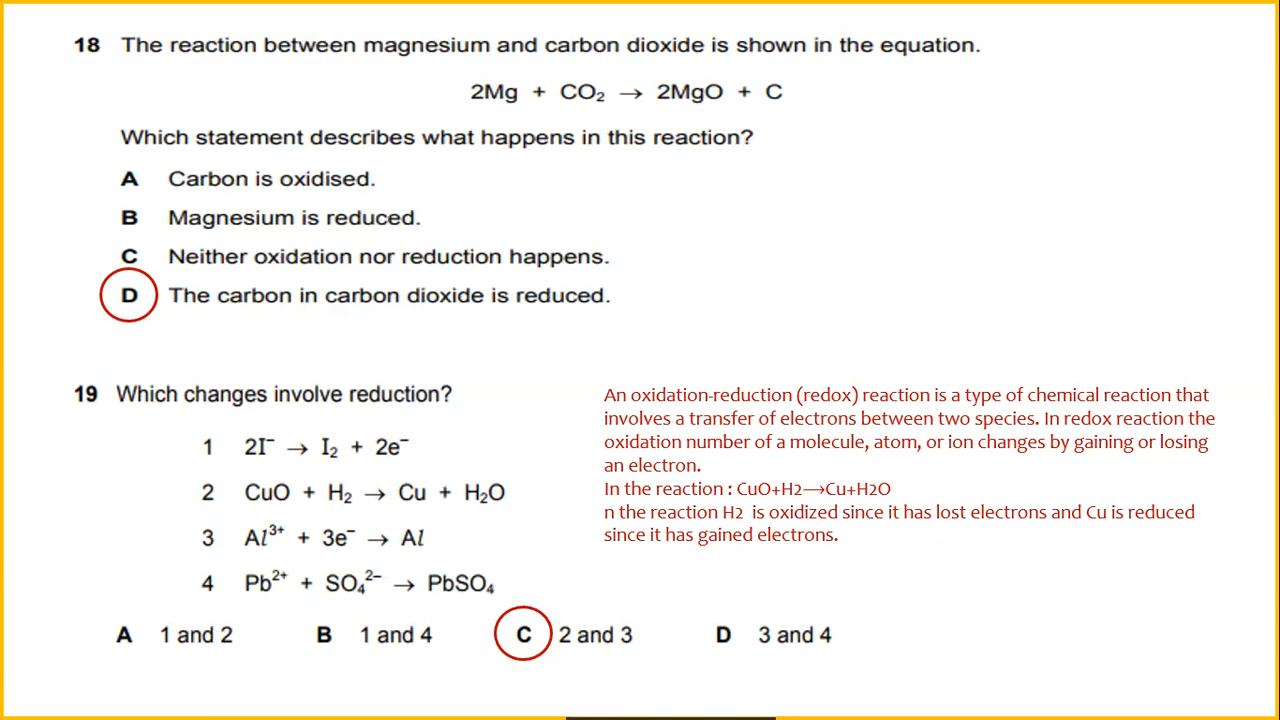 18 The reaction between magnesium and carbon dioxide is shown in the equation.
2Mg + CO₂ → 2MgO + C
Which statement describes what happens in this reaction?
A Carbon is oxidised.
B Magnesium is reduced.
C Neither oxidation nor reduction happens.
D The carbon in carbon dioxide is reduced.
19 Which changes involve reduction?
1 2I⁻ → I₂ + 2e⁻
2 CuO + H₂ → Cu + H₂O
3 Al³⁺ + 3e⁻ → Al
4 Pb²⁺ + SO₄²⁻ → PbSO₄
A 1 and 2 B 1 and 4 C 2 and 3 D 3 and 4
An oxidation-reduction (redox) reaction is a type of chemical reaction that
involves a transfer of electrons between two species. In redox reaction the
oxidation number of a molecule, atom, or ion changes by gaining or losing
an electron.
In the reaction : CuO+H2⟶Cu+H2O
n the reaction H2 is oxidized since it has lost electrons and Cu is reduced
since it has gained electrons.